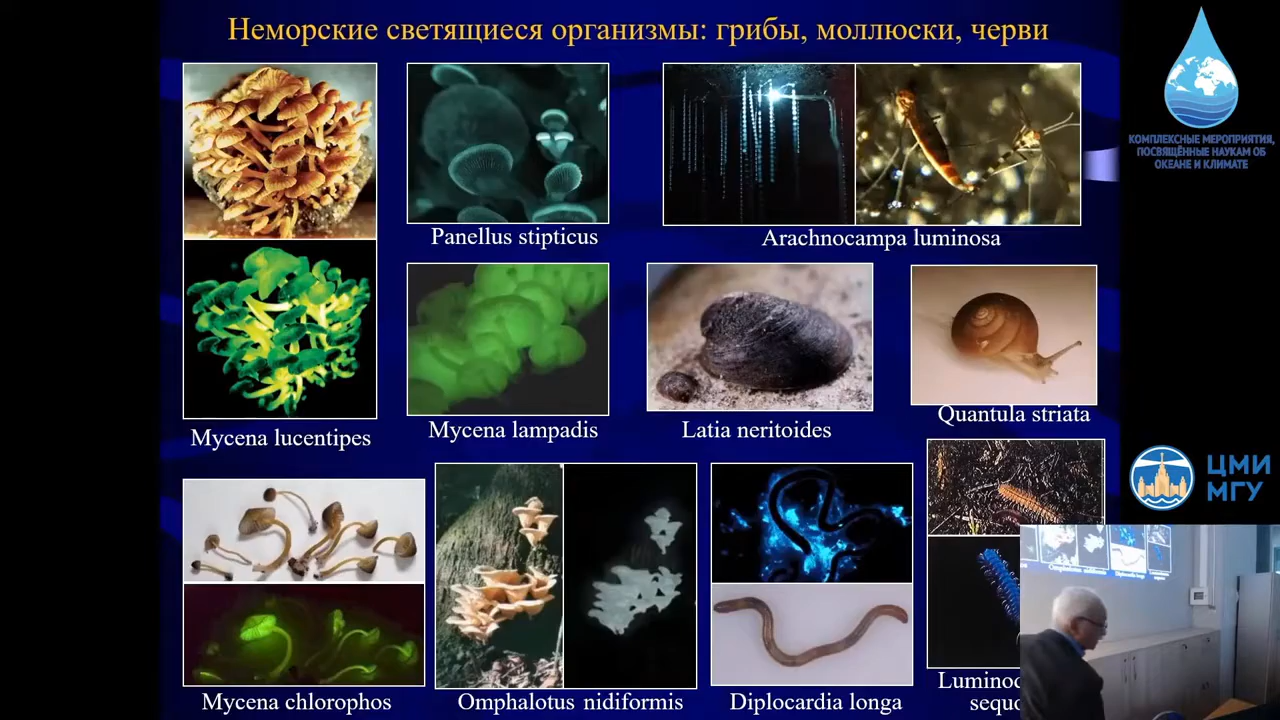 Неморские светящиеся организмы: грибы, моллюски, черви
КОМПЛЕКСНЫЕ МЕРОПРИЯТИЯ,
ПОСВЯЩЁННЫЕ НАУКАМ ОБ
ОКЕАНЕ И КЛИМАТЕ
Panellus stipticus
Arachnocampa luminosa
Mycena lucentipes
Mycena lampadis
Latia neritoides
Quantula striata
ЦМИ
МГУ
Mycena chlorophos
Omphalotus nidiformis
Diplocardia longa